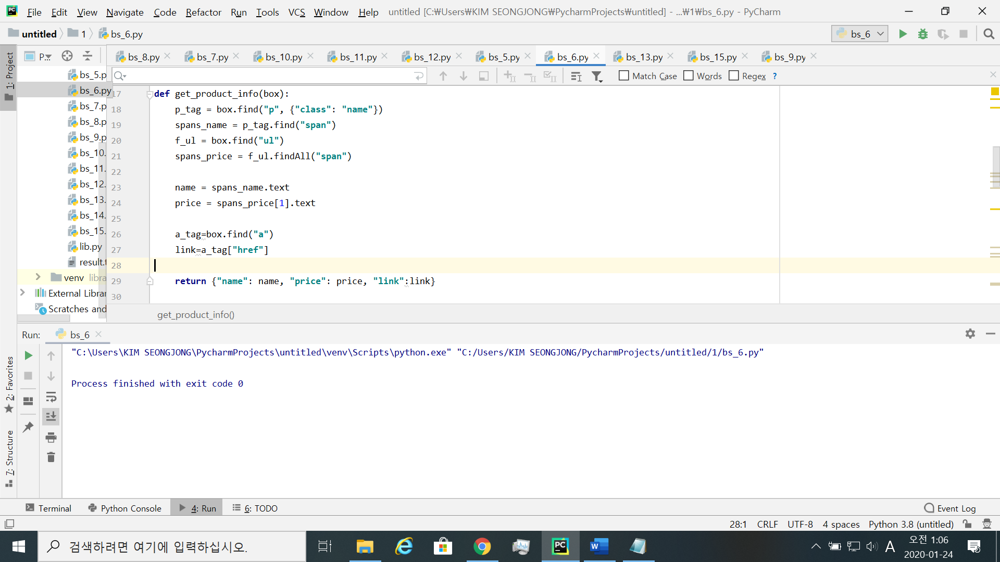 File Edit View Navigate Code Refactor Run Tools VCS Window Help untitled [C:₩Users₩KIM SEONGJONG₩PycharmProjects₩untitled] - ...₩1₩bs_6.py - PyCharm
untitled 1 bs_6.py bs_6
1: Project P... bs_8.py bs_7.py bs_10.py bs_11.py bs_12.py bs_5.py bs_6.py bs_13.py bs_15.py bs_9.py
Match Case Words Regex ?
bs_5.p
bs_6.py
bs_7.p
bs_8.p
bs_9.p
bs_10.
bs_11.
bs_12.
bs_13.
bs_14.
bs_15.
lib.py
result.t
venv libra
External Librar
Scratches and
17 def get_product_info(box):
18 p_tag = box.find("p", {"class": "name"})
19 spans_name = p_tag.find("span")
20 f_ul = box.find("ul")
21 spans_price = f_ul.findAll("span")
22
23 name = spans_name.text
24 price = spans_price[1].text
25
26 a_tag=box.find("a")
27 link=a_tag["href"]
28
29 return {"name": name, "price": price, "link":link}
30
get_product_info()
Run: bs_6
"C:\Users\KIM SEONGJONG\PycharmProjects\untitled\venv\Scripts\python.exe" "C:/Users/KIM SEONGJONG/PycharmProjects/untitled/1/bs_6.py"
Process finished with exit code 0
2: Favorites
7: Structure
Terminal Python Console 4: Run 6: TODO Event Log
28:1 CRLF UTF-8 4 spaces Python 3.8 (untitled)
검색하려면 여기에 입력하십시오.
A 오전 1:06
2020-01-24